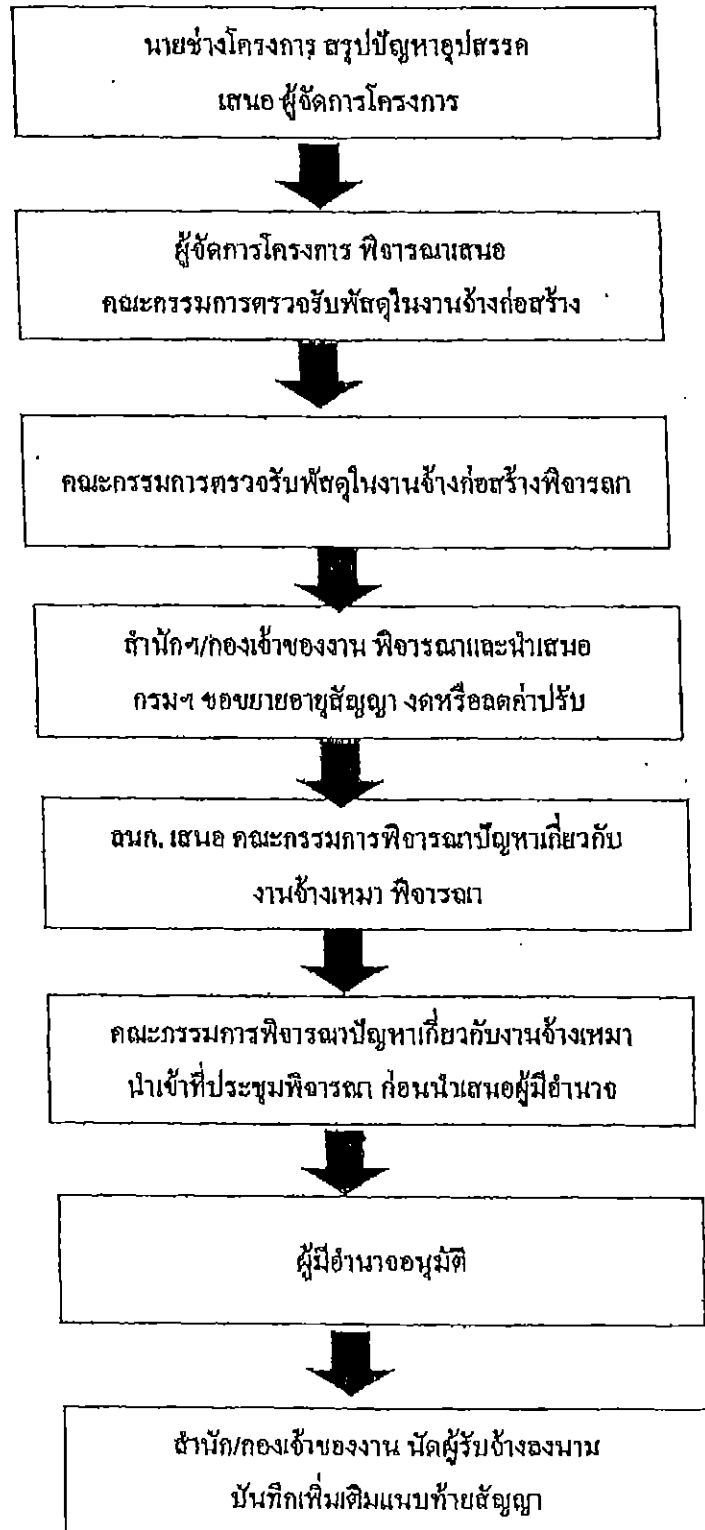 นายช่างโครงการ สรุปปัญหาอุปสรรค
เสนอ ผู้จัดการโครงการ
ผู้จัดการโครงการ พิจารณาเสนอ
คณะกรรมการตรวจรับพัสดุในงานจ้างก่อสร้าง
คณะกรรมการตรวจรับพัสดุในงานจ้างก่อสร้างพิจารณา
สำนักฯ/กองเจ้าของงาน พิจารณาและนำเสนอ
กรมฯ ขอขยายอายุสัญญา งดหรือลดค่าปรับ
ลนก. เสนอ คณะกรรมการพิจารณาปัญหาเกี่ยวกับ
งานจ้างเหมา พิจารณา
คณะกรรมการพิจารณาปัญหาเกี่ยวกับงานจ้างเหมา
นำเข้าที่ประชุมพิจารณา ก่อนนำเสนอผู้มีอำนาจ
ผู้มีอำนาจอนุมัติ
สำนัก/กองเจ้าของงาน นัดผู้รับจ้างลงนาม
บันทึกเพิ่มเติมแนบท้ายสัญญา